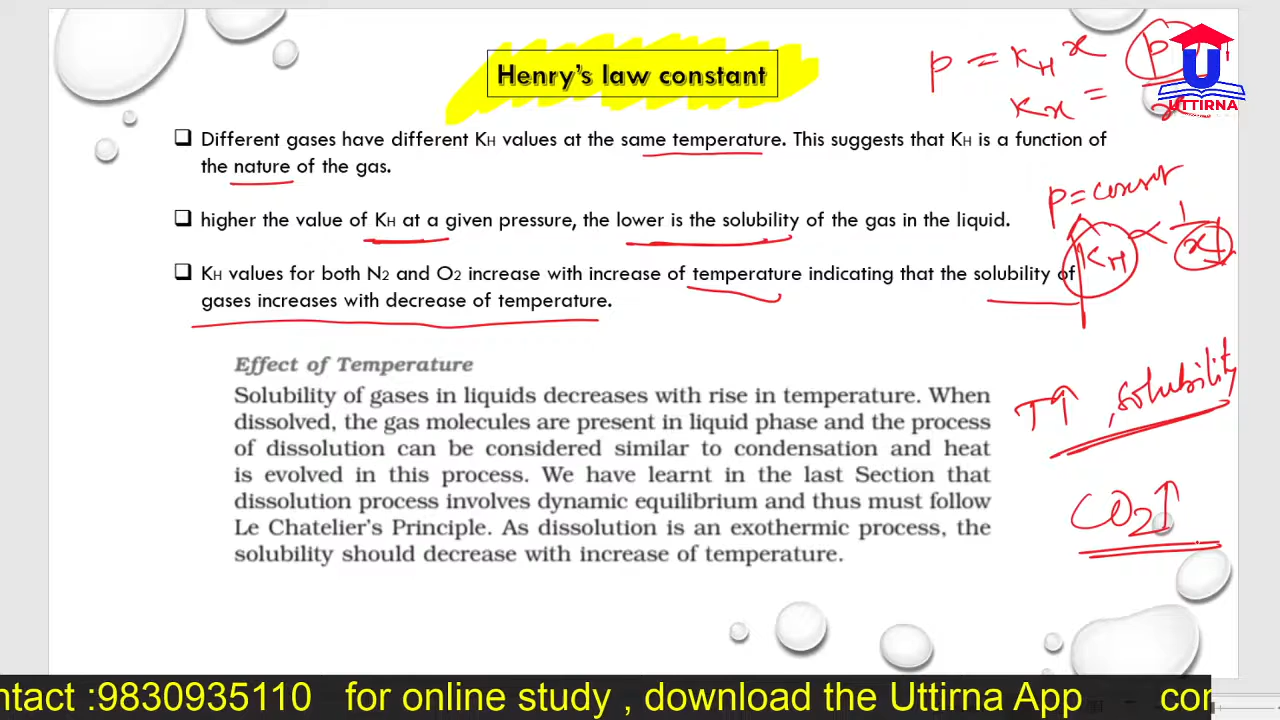 Henry's law constant
p = KH x
p
Kx =
x
U
UTTIRNA
❑ Different gases have different KH values at the same temperature. This suggests that KH is a function of
the nature of the gas.
p = const
❑ higher the value of KH at a given pressure, the lower is the solubility of the gas in the liquid.
KH ∝ 1/x
❑ KH values for both N2 and O2 increase with increase of temperature indicating that the solubility of
gases increases with decrease of temperature.
Effect of Temperature
Solubility of gases in liquids decreases with rise in temperature. When
dissolved, the gas molecules are present in liquid phase and the process
of dissolution can be considered similar to condensation and heat
is evolved in this process. We have learnt in the last Section that
dissolution process involves dynamic equilibrium and thus must follow
Le Chatelier's Principle. As dissolution is an exothermic process, the
solubility should decrease with increase of temperature.
T↑, solubility
CO2↑
ntact :9830935110 for online study , download the Uttirna App con